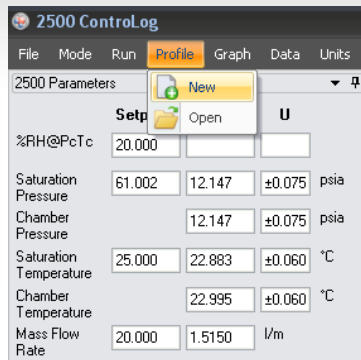 2500 ControLog
File Mode Run Profile Graph Data Units
2500 Parameters
New
Open
Setp U
%RH@PcTc 20.000
Saturation Pressure 61.002 12.147 ±0.075 psia
Chamber Pressure 12.147 ±0.075 psia
Saturation Temperature 25.000 22.883 ±0.060 °C
Chamber Temperature 22.995 ±0.060 °C
Mass Flow Rate 20.000 1.5150 l/m